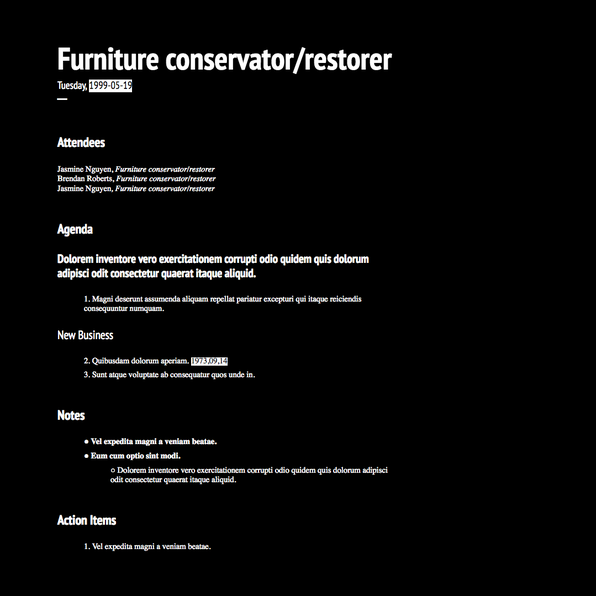 Furniture conservator/restorer
Tuesday, 1999-05-19
Attendees
Jasmine Nguyen, Furniture conservator/restorer
Brendan Roberts, Furniture conservator/restorer
Jasmine Nguyen, Furniture conservator/restorer
Agenda
Dolorem inventore vero exercitationem corrupti odio quidem quis dolorum
adipisci odit consectetur quaerat itaque aliquid.
1. Magni deserunt assumenda aliquam repellat pariatur excepturi qui itaque reiciendis
consequuntur numquam.
New Business
2. Quibusdam dolorum aperiam. 1973.09.14
3. Sunt atque voluptate ab consequatur quos unde in.
Notes
● Vel expedita magni a veniam beatae.
● Eum cum optio sint modi.
○ Dolorem inventore vero exercitationem corrupti odio quidem quis dolorum adipisci
odit consectetur quaerat itaque aliquid.
Action Items
1. Vel expedita magni a veniam beatae.